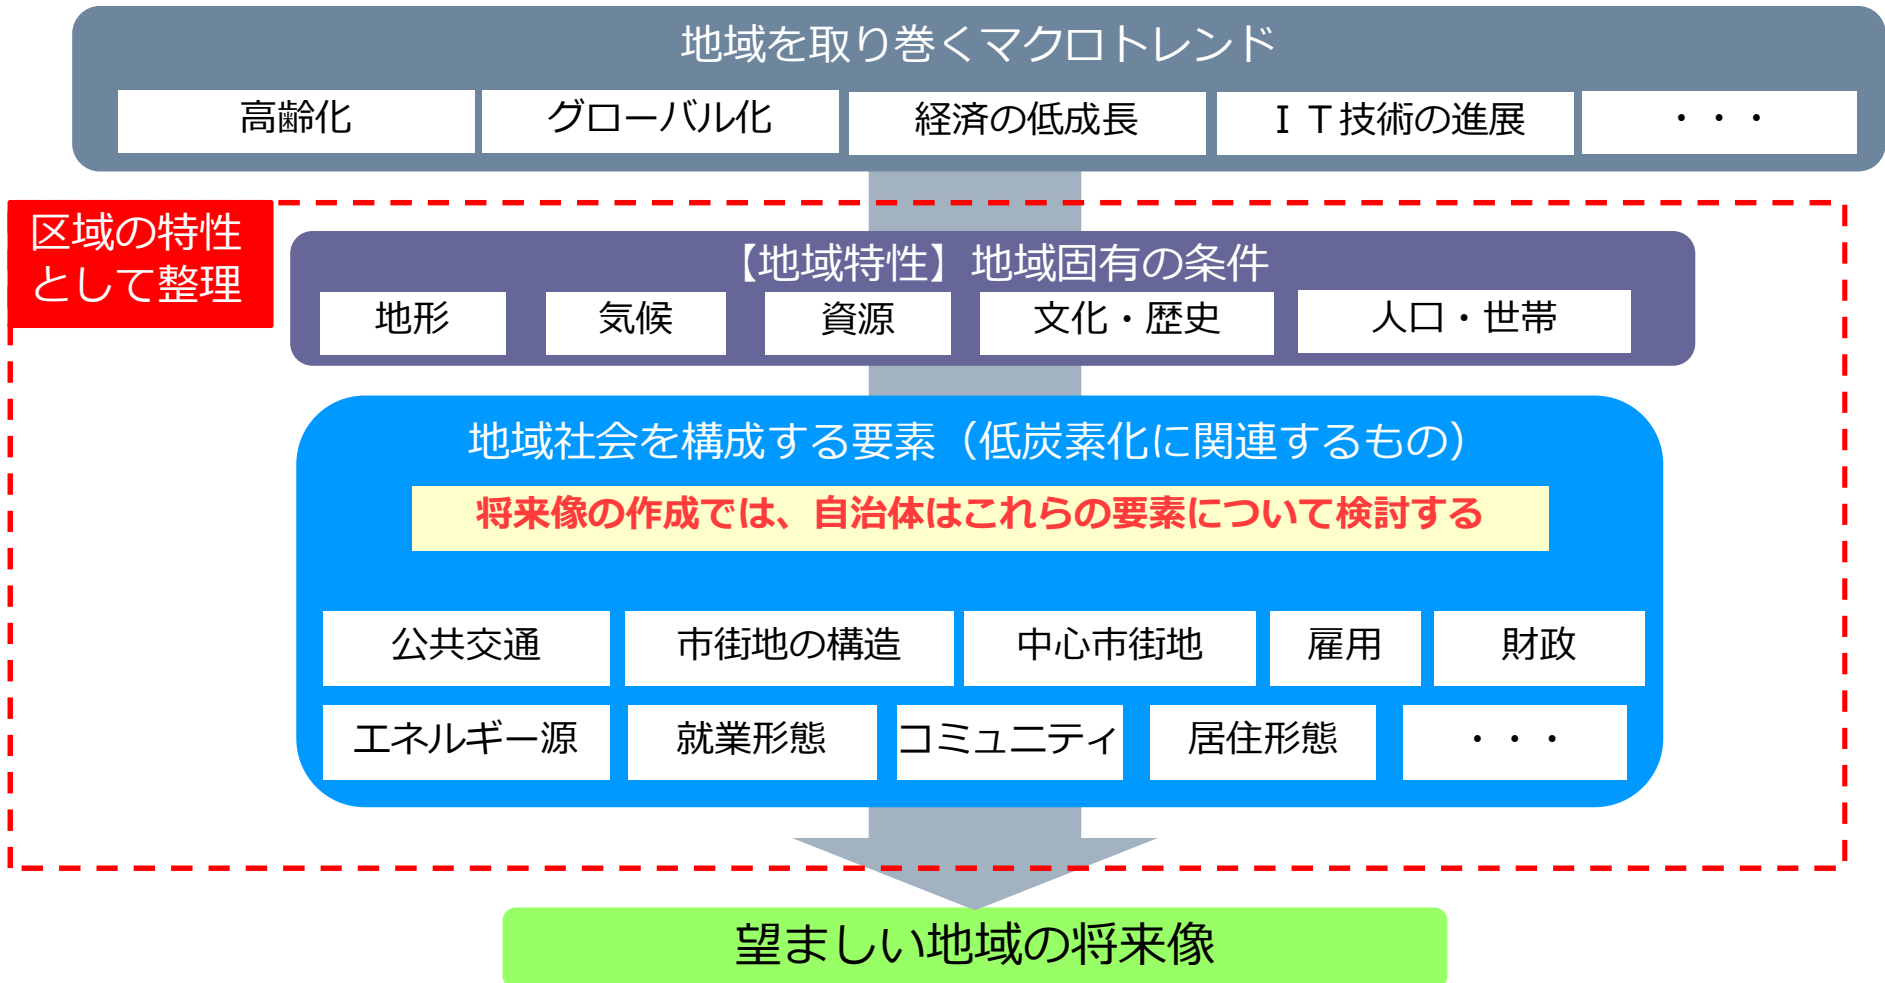 地域を取り巻くマクロトレンド
高齢化
グローバル化
経済の低成長
ＩＴ技術の進展
・・・
区域の特性
として整理
【地域特性】地域固有の条件
地形
気候
資源
文化・歴史
人口・世帯
地域社会を構成する要素（低炭素化に関連するもの）
将来像の作成では、自治体はこれらの要素について検討する
公共交通
市街地の構造
中心市街地
雇用
財政
エネルギー源
就業形態
コミュニティ
居住形態
・・・
望ましい地域の将来像